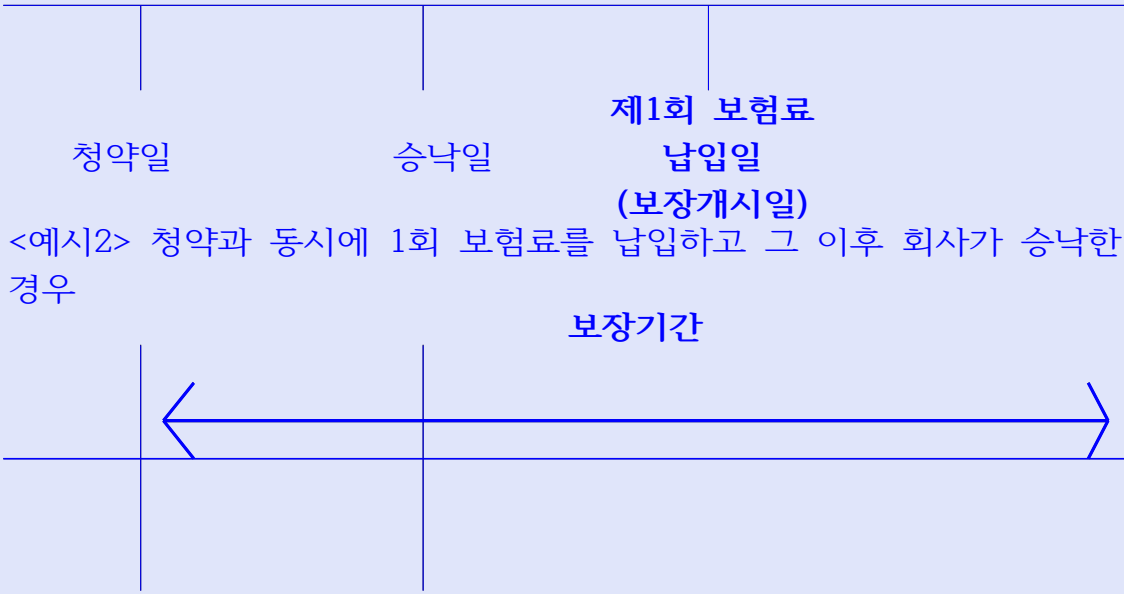 제1회 보험료
청약일 승낙일 납입일
(보장개시일)
<예시2> 청약과 동시에 1회 보험료를 납입하고 그 이후 회사가 승낙한
경우
보장기간